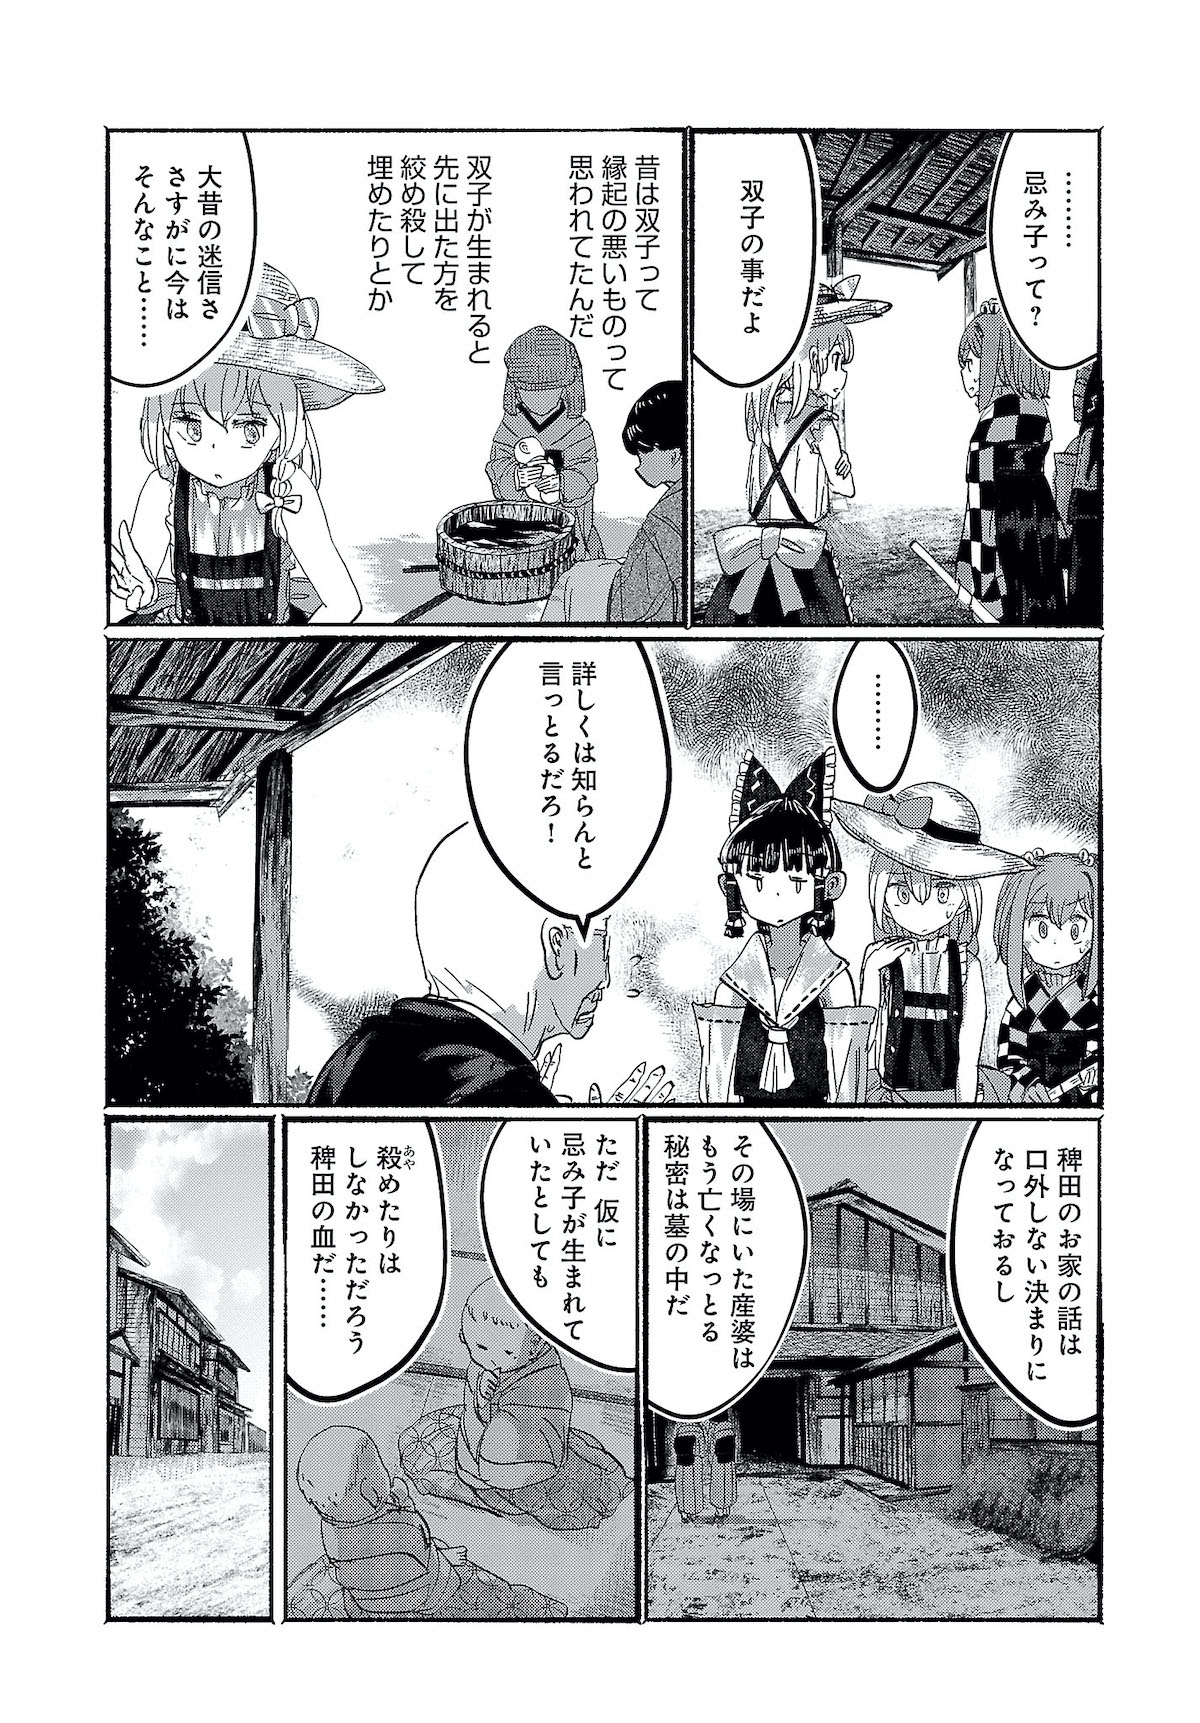 ………
忌み子って？
双子の事だよ
昔は双子って
縁起の悪いものって
思われてたんだ
双子が生まれると
先に出た方を
絞め殺して
埋めたりとか
大昔の迷信さ
さすがに今は
そんなこと……
………
詳しくは知らんと
言っとるだろ！
稗田のお家の話は
口外しない決まりに
なっておるし
その場にいた産婆は
もう亡くなっとる
秘密は墓の中だ
ただ 仮に
忌み子が生まれて
いたとしても
殺めたりは
あや
しなかっただろう
稗田の血だ……